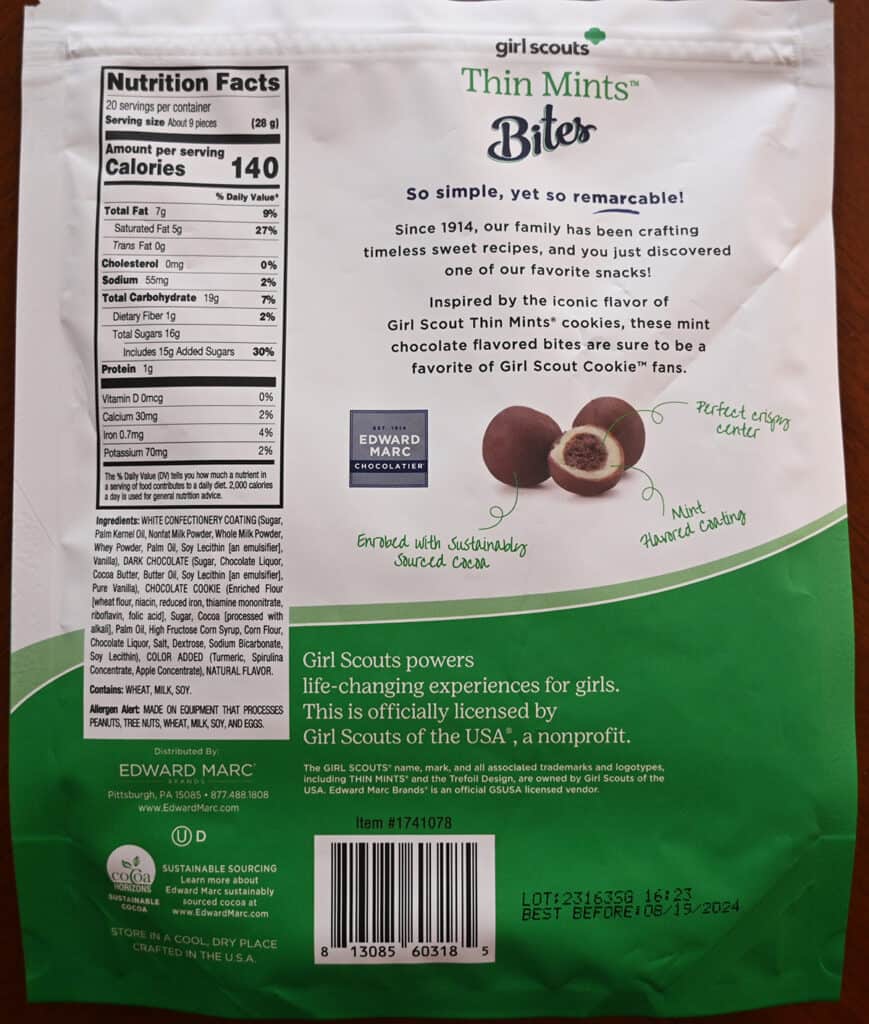 girl scouts
Thin Mints™
Bites
So simple, yet so remarcable!
Since 1914, our family has been crafting
timeless sweet recipes, and you just discovered
one of our favorite snacks!
Inspired by the iconic flavor of
Girl Scout Thin Mints® cookies, these mint
chocolate flavored bites are sure to be a
favorite of Girl Scout Cookie™ fans.
EST. 1914
EDWARD
MARC
CHOCOLATIER®
Perfect crispy
center
Mint
Flavored Coating
Enrobed with Sustainably
Sourced Cocoa
Nutrition Facts
20 servings per container
Serving size About 9 pieces (28 g)
Amount per serving
Calories 140
% Daily Value*
Total Fat 7g 9%
Saturated Fat 5g 27%
Trans Fat 0g
Cholesterol 0mg 0%
Sodium 55mg 2%
Total Carbohydrate 19g 7%
Dietary Fiber 1g 2%
Total Sugars 16g
Includes 15g Added Sugars 30%
Protein 1g
Vitamin D 0mcg 0%
Calcium 30mg 2%
Iron 0.7mg 4%
Potassium 70mg 2%
The % Daily Value (DV) tells you how much a nutrient in
a serving of food contributes to a daily diet. 2,000 calories
a day is used for general nutrition advice.
Ingredients: WHITE CONFECTIONERY COATING (Sugar,
Palm Kernel Oil, Nonfat Milk Powder, Whole Milk Powder,
Whey Powder, Palm Oil, Soy Lecithin [an emulsifier],
Vanilla), DARK CHOCOLATE (Sugar, Chocolate Liquor,
Cocoa Butter, Butter Oil, Soy Lecithin [an emulsifier],
Pure Vanilla), CHOCOLATE COOKIE (Enriched Flour
[wheat flour, niacin, reduced iron, thiamine mononitrate,
riboflavin, folic acid], Sugar, Cocoa [processed with
alkali], Palm Oil, High Fructose Corn Syrup, Corn Flour,
Chocolate Liquor, Salt, Dextrose, Sodium Bicarbonate,
Soy Lecithin), COLOR ADDED (Turmeric, Spirulina
Concentrate, Apple Concentrate), NATURAL FLAVOR.
Contains: WHEAT, MILK, SOY.
Allergen Alert: MADE ON EQUIPMENT THAT PROCESSES
PEANUTS, TREE NUTS, WHEAT, MILK, SOY, AND EGGS.
Distributed By:
EDWARD MARC®
BRANDS
Pittsburgh, PA 15085 • 877.488.1808
www.EdwardMarc.com
U D
cocoa
HORIZONS
SUSTAINABLE
COCOA
SUSTAINABLE SOURCING
Learn more about
Edward Marc sustainably
sourced cocoa at
www.EdwardMarc.com
STORE IN A COOL, DRY PLACE
CRAFTED IN THE U.S.A.
Girl Scouts powers
life-changing experiences for girls.
This is officially licensed by
Girl Scouts of the USA®, a nonprofit.
The GIRL SCOUTS® name, mark, and all associated trademarks and logotypes,
including THIN MINTS® and the Trefoil Design, are owned by Girl Scouts of the
USA. Edward Marc Brands® is an official GSUSA licensed vendor.
Item #1741078
8 13085 60318 5
LOT:23163SG 16:23
BEST BEFORE:08/19/2024